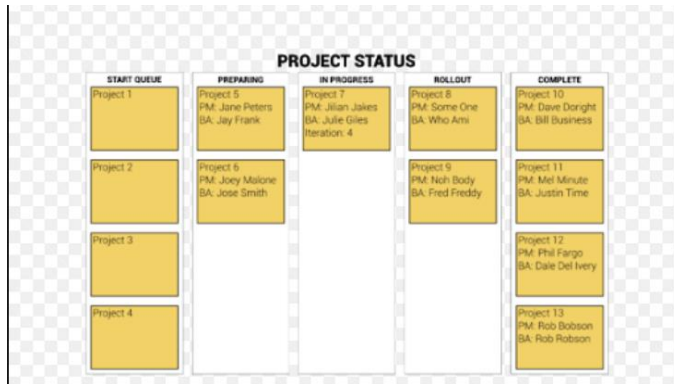 PROJECT STATUS
START QUEUE
Project 1
Project 2
Project 3
Project 4
PREPARING
Project 5
PM: Jane Peters
BA: Jay Frank
Project 6
PM: Joey Malone
BA: Jose Smith
IN PROGRESS
Project 7
PM: Jilian Jakes
BA: Julie Giles
Iteration: 4
ROLLOUT
Project 8
PM: Some One
BA: Who Ami
Project 9
PM: Noh Body
BA: Fred Freddy
COMPLETE
Project 10
PM: Dave Doright
BA: Bill Business
Project 11
PM: Mel Minute
BA: Justin Time
Project 12
PM: Phil Fargo
BA: Dale Del Ivery
Project 13
PM: Rob Bobson
BA: Rob Robson